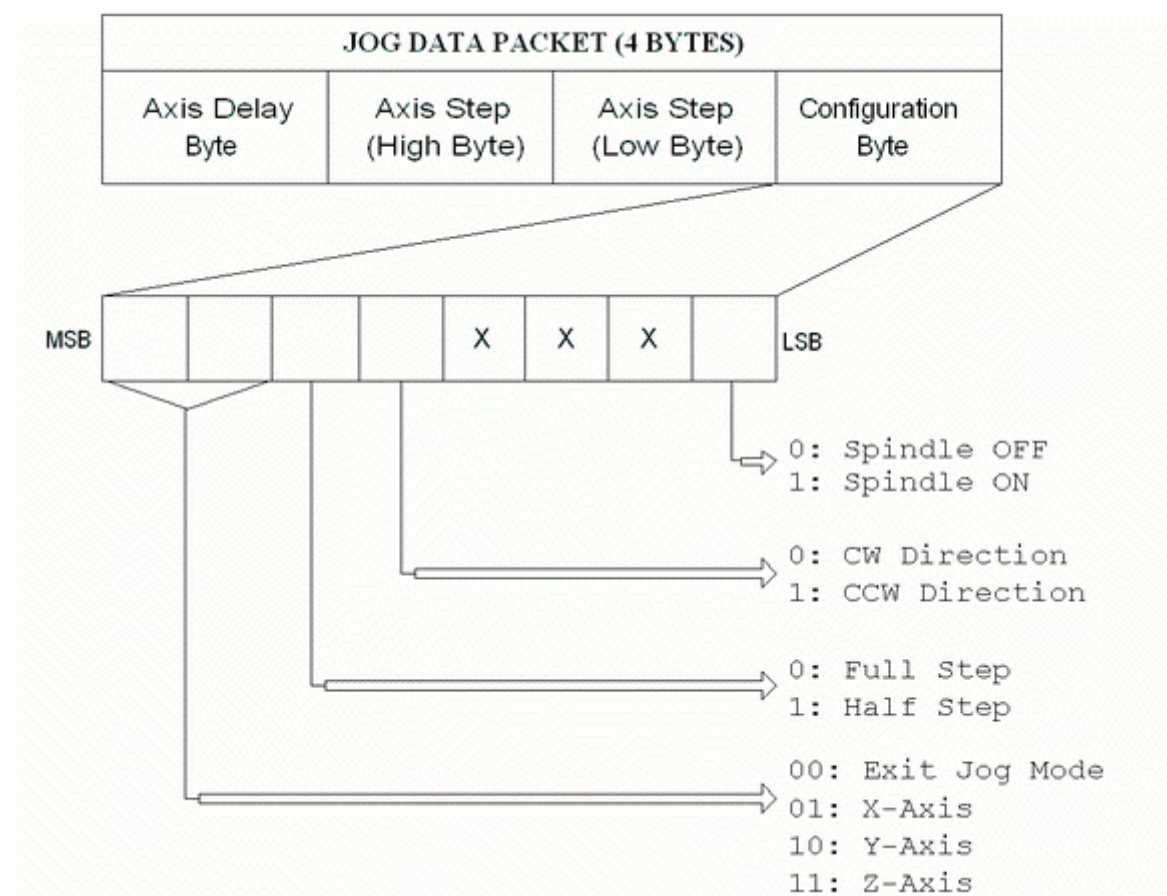 JOG DATA PACKET (4 BYTES)
Axis Delay
Byte
Axis Step
(High Byte)
Axis Step
(Low Byte)
Configuration
Byte
MSB
X
X
X
LSB
0: Spindle OFF
1: Spindle ON
0: CW Direction
1: CCW Direction
0: Full Step
1: Half Step
00: Exit Jog Mode
01: X-Axis
10: Y-Axis
11: Z-Axis